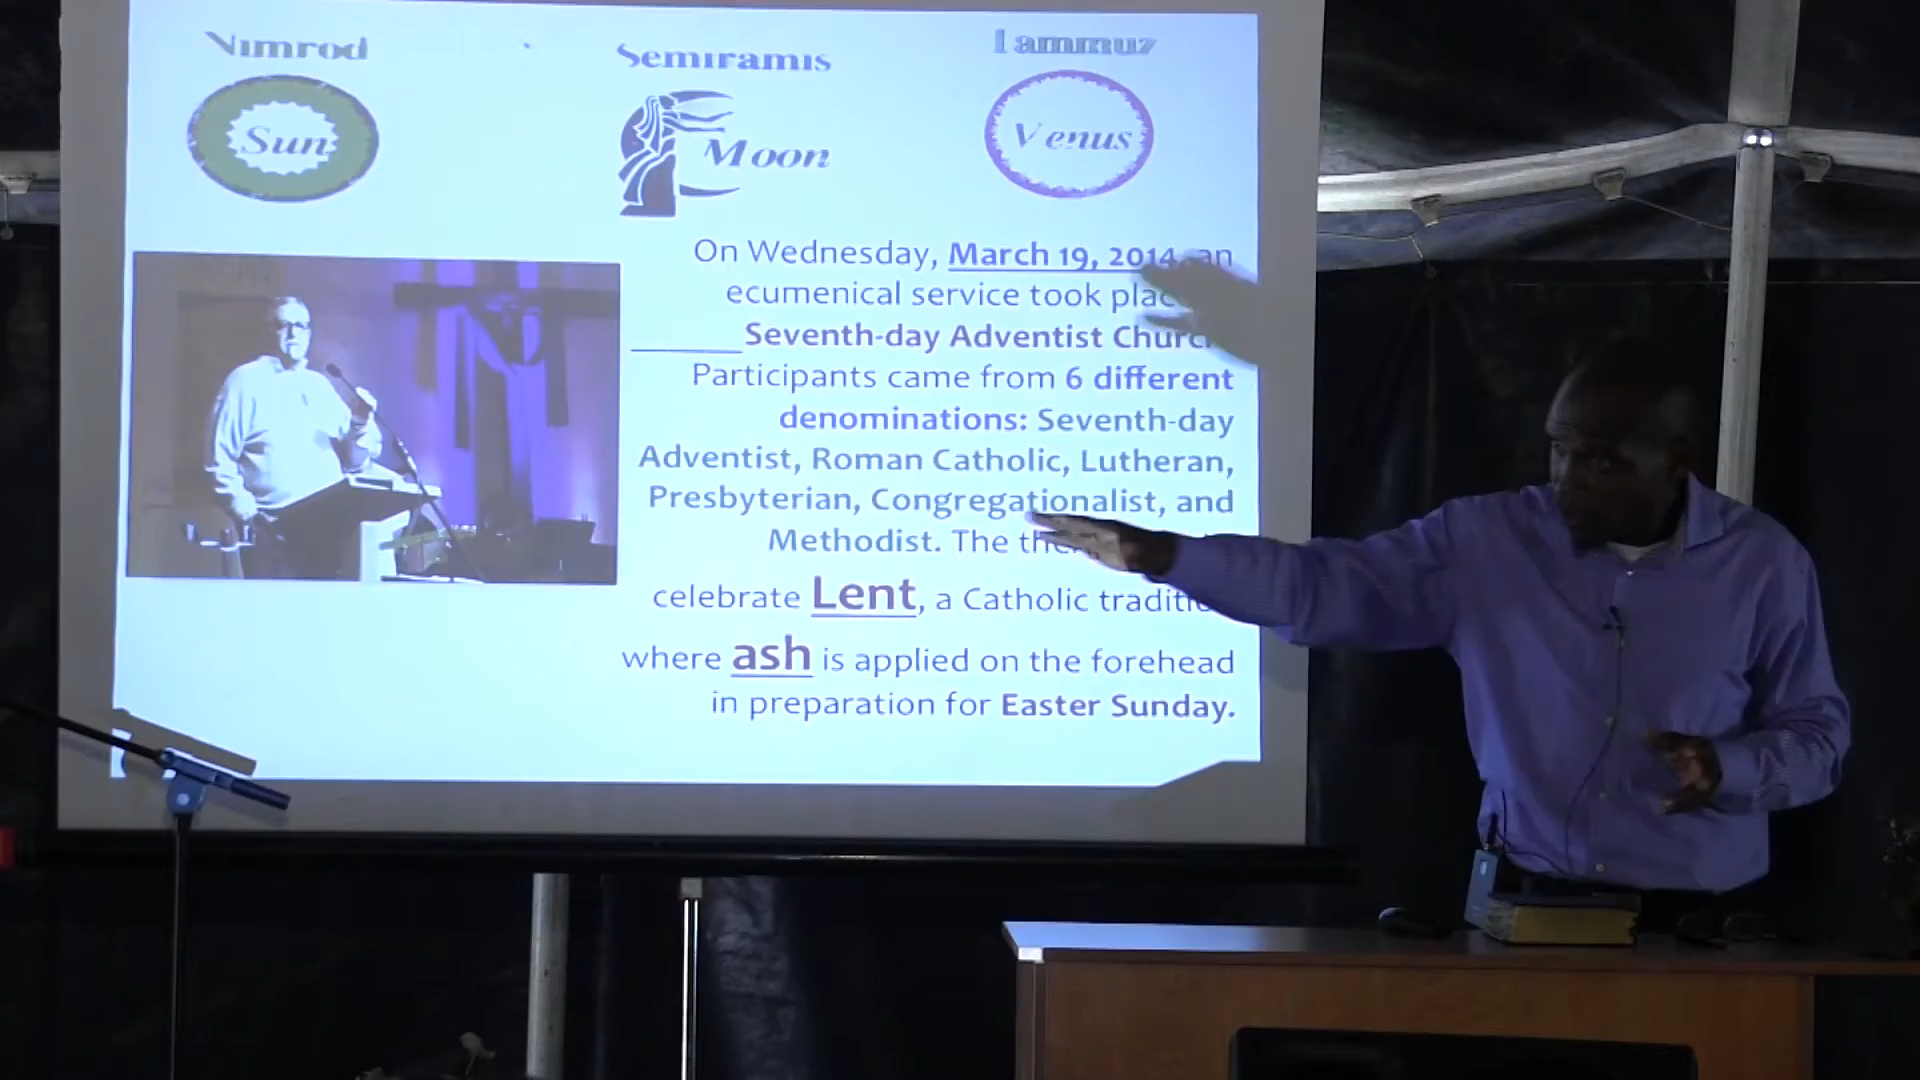 Nimrod
Semiramis
Tammuz
Sun
Moon
Venus
On Wednesday, March 19, 2014, an
ecumenical service took
Seventh-day Adventist
Participants came from 6 different
denominations: Seventh-day
Adventist, Roman Catholic, Lutheran,
Presbyterian, Congregationalist, and
Methodist. The
celebrate Lent, a Catholic
where ash is applied on the forehead
in preparation for Easter Sunday.